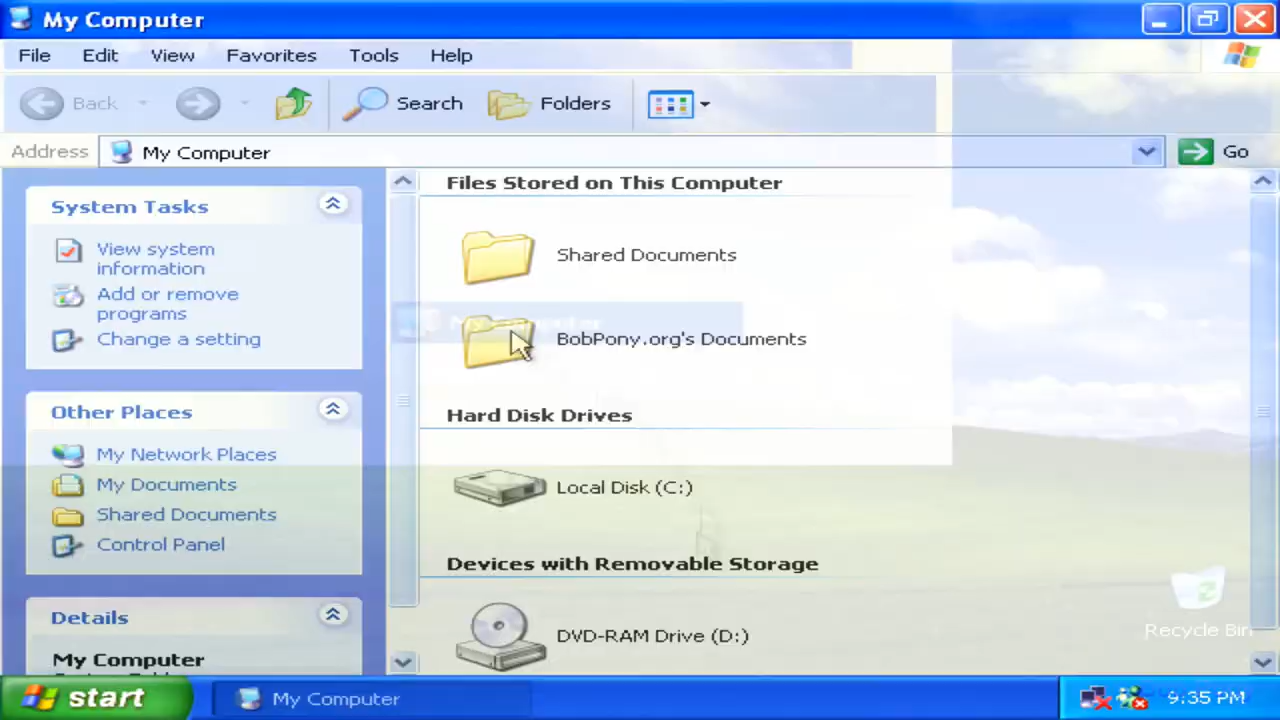 My Computer
File Edit View Favorites Tools Help
Back Search Folders
Address My Computer Go
System Tasks
View system
information
Add or remove
programs
Change a setting
Other Places
My Network Places
My Documents
Shared Documents
Control Panel
Details
My Computer
Files Stored on This Computer
Shared Documents
BobPony.org's Documents
Hard Disk Drives
Local Disk (C:)
Devices with Removable Storage
DVD-RAM Drive (D:)
Recycle Bin
start My Computer 9:35 PM